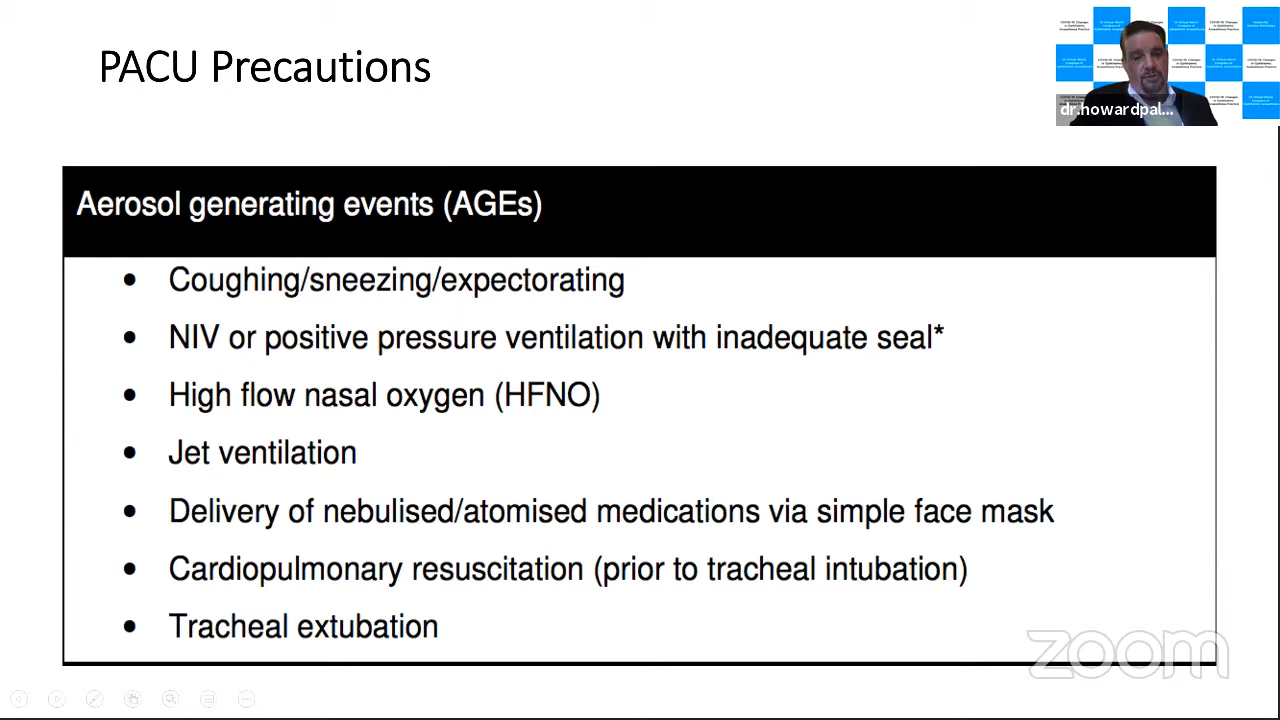 PACU Precautions
dr.howardpal...
Aerosol generating events (AGEs)
• Coughing/sneezing/expectorating
• NIV or positive pressure ventilation with inadequate seal*
• High flow nasal oxygen (HFNO)
• Jet ventilation
• Delivery of nebulised/atomised medications via simple face mask
• Cardiopulmonary resuscitation (prior to tracheal intubation)
• Tracheal extubation
zoom